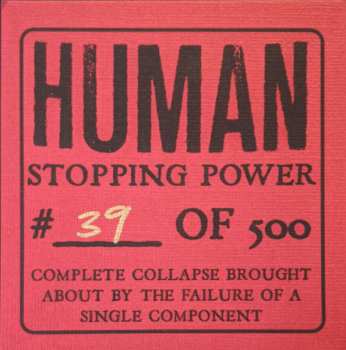 HUMAN
STOPPING POWER
# 39 OF 500
COMPLETE COLLAPSE BROUGHT
ABOUT BY THE FAILURE OF A
SINGLE COMPONENT